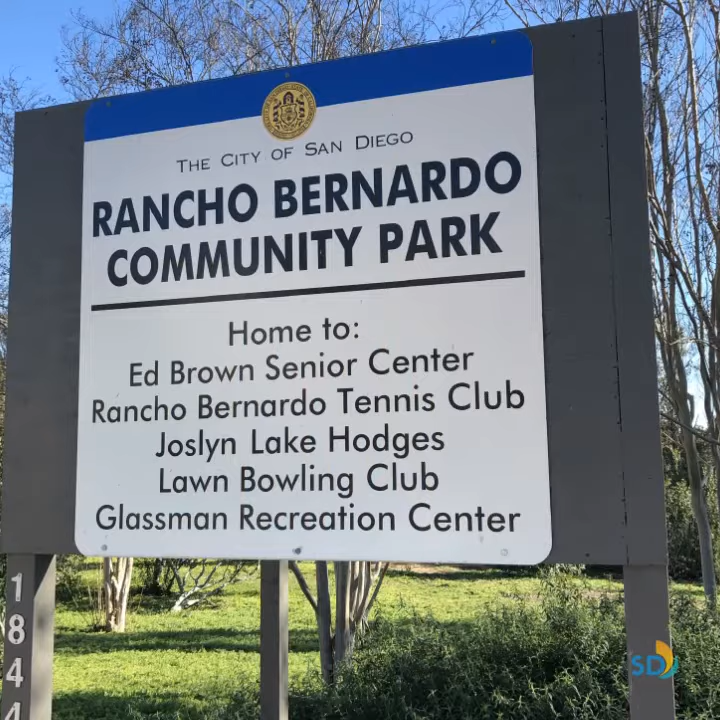 The City of San Diego
RANCHO BERNARDO
COMMUNITY PARK
Home to:
Ed Brown Senior Center
Rancho Bernardo Tennis Club
Joslyn Lake Hodges
Lawn Bowling Club
Glassman Recreation Center
1844
SD